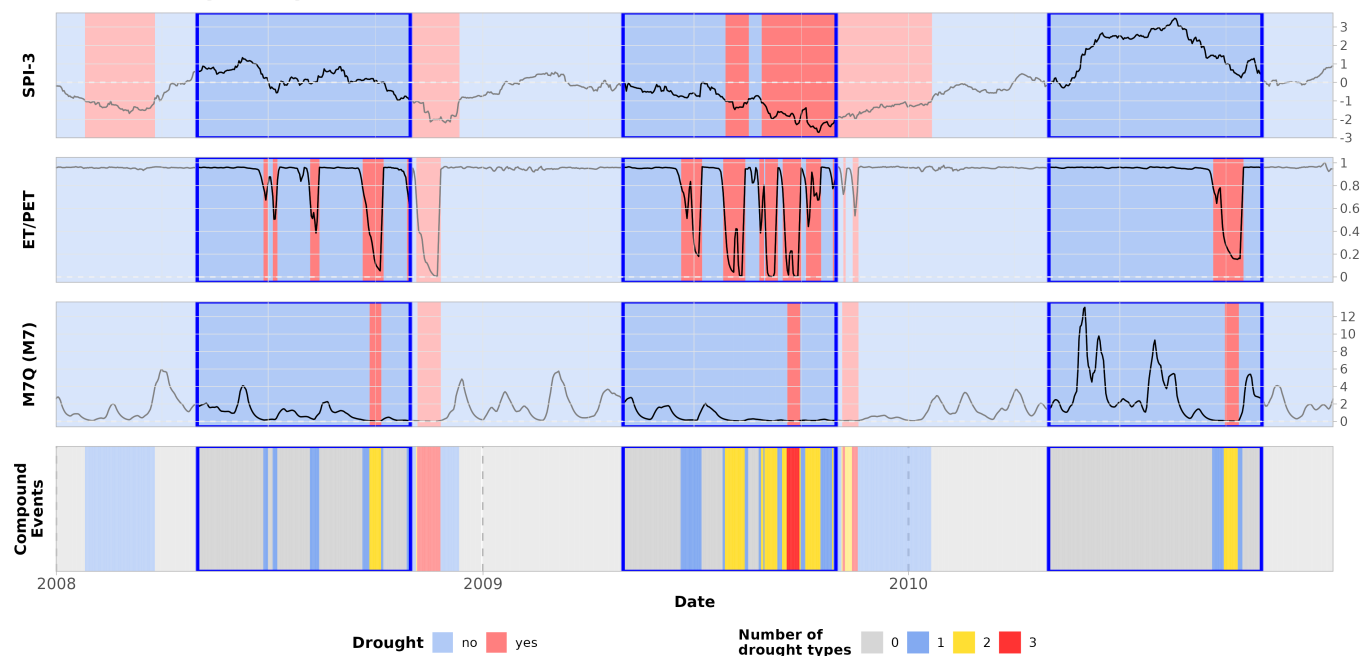 SPI-3
3
2
1
0
-1
-2
-3
ET/PET
1
0.8
0.6
0.4
0.2
0
M7Q (M7)
12
10
8
6
4
2
0
Compound
Events
2008
2009
2010
Date
Drought
no
yes
Number of
drought types
0
1
2
3